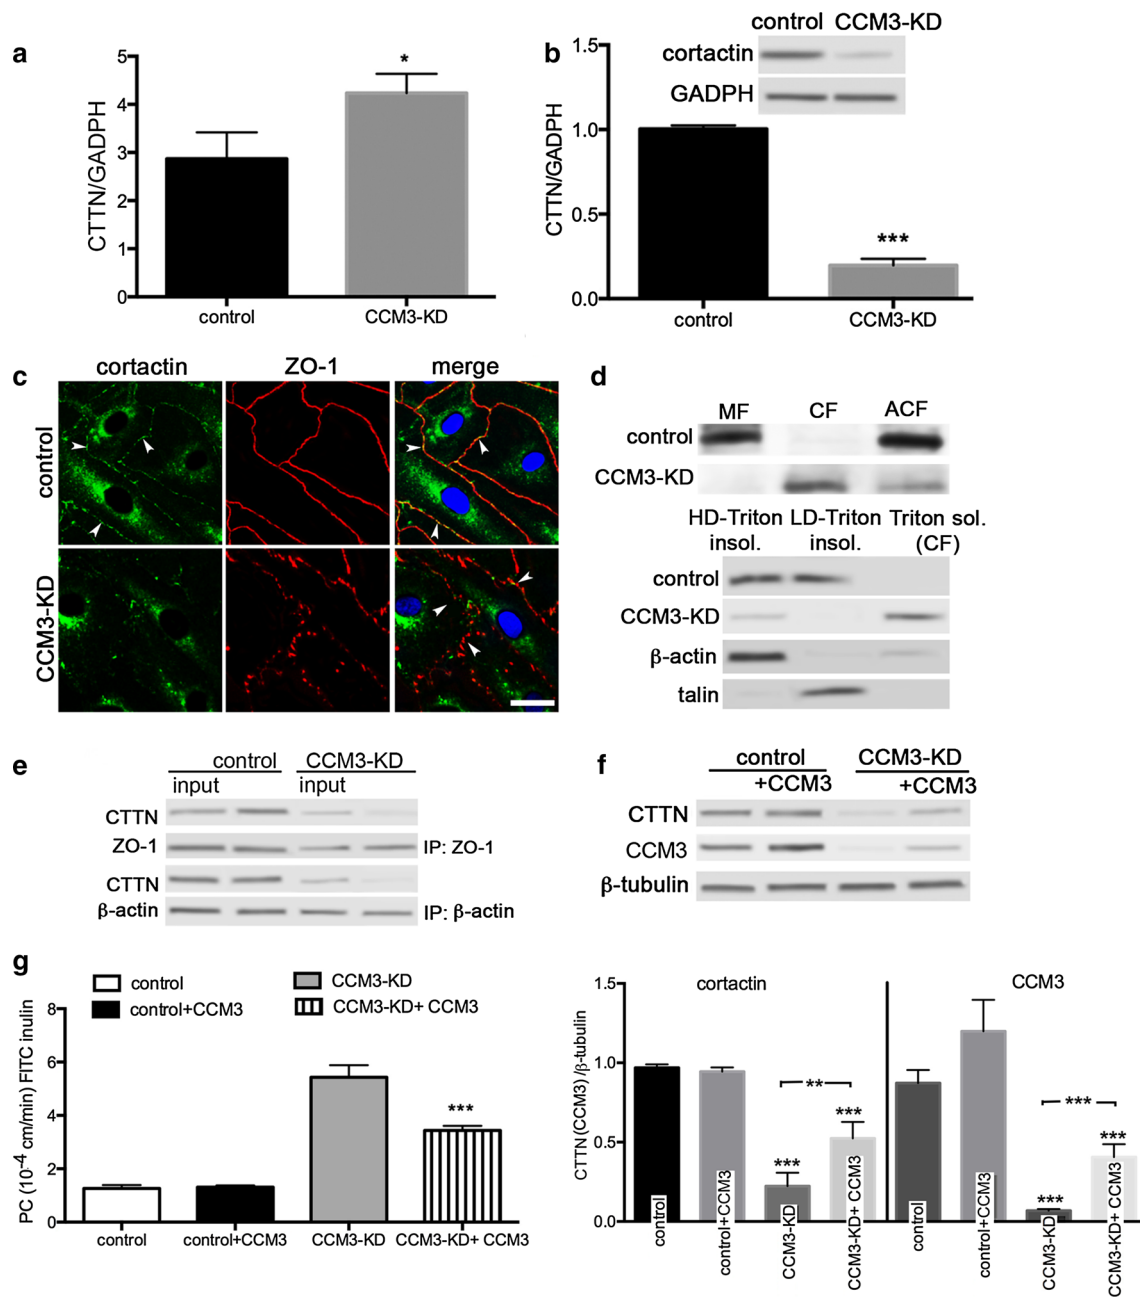 a
5
4
3
2
1
0
CTTN/GADPH
*
control
CCM3-KD
b
control CCM3-KD
cortactin
GADPH
1.5
1.0
0.5
0.0
CTTN/GADPH
***
control
CCM3-KD
c
cortactin
ZO-1
merge
control
CCM3-KD
d
MF CF ACF
control
CCM3-KD
HD-Triton insol.
LD-Triton insol.
Triton sol. (CF)
control
CCM3-KD
β-actin
talin
e
control CCM3-KD
input input
CTTN
ZO-1 IP: ZO-1
CTTN
β-actin IP: β-actin
f
control CCM3-KD
+CCM3 +CCM3
CTTN
CCM3
β-tubulin
g
control
control+CCM3
CCM3-KD
CCM3-KD+ CCM3
PC (10-4 cm/min) FITC inulin
8
6
4
2
0
***
control
control+CCM3
CCM3-KD
CCM3-KD+ CCM3
cortactin
CCM3
CTTN (CCM3) /β-tubulin
1.5
1.0
0.5
0.0
**
***
***
***
***
***
control
control+CCM3
CCM3-KD
CCM3-KD+ CCM3
control
control+CCM3
CCM3-KD
CCM3-KD+ CCM3